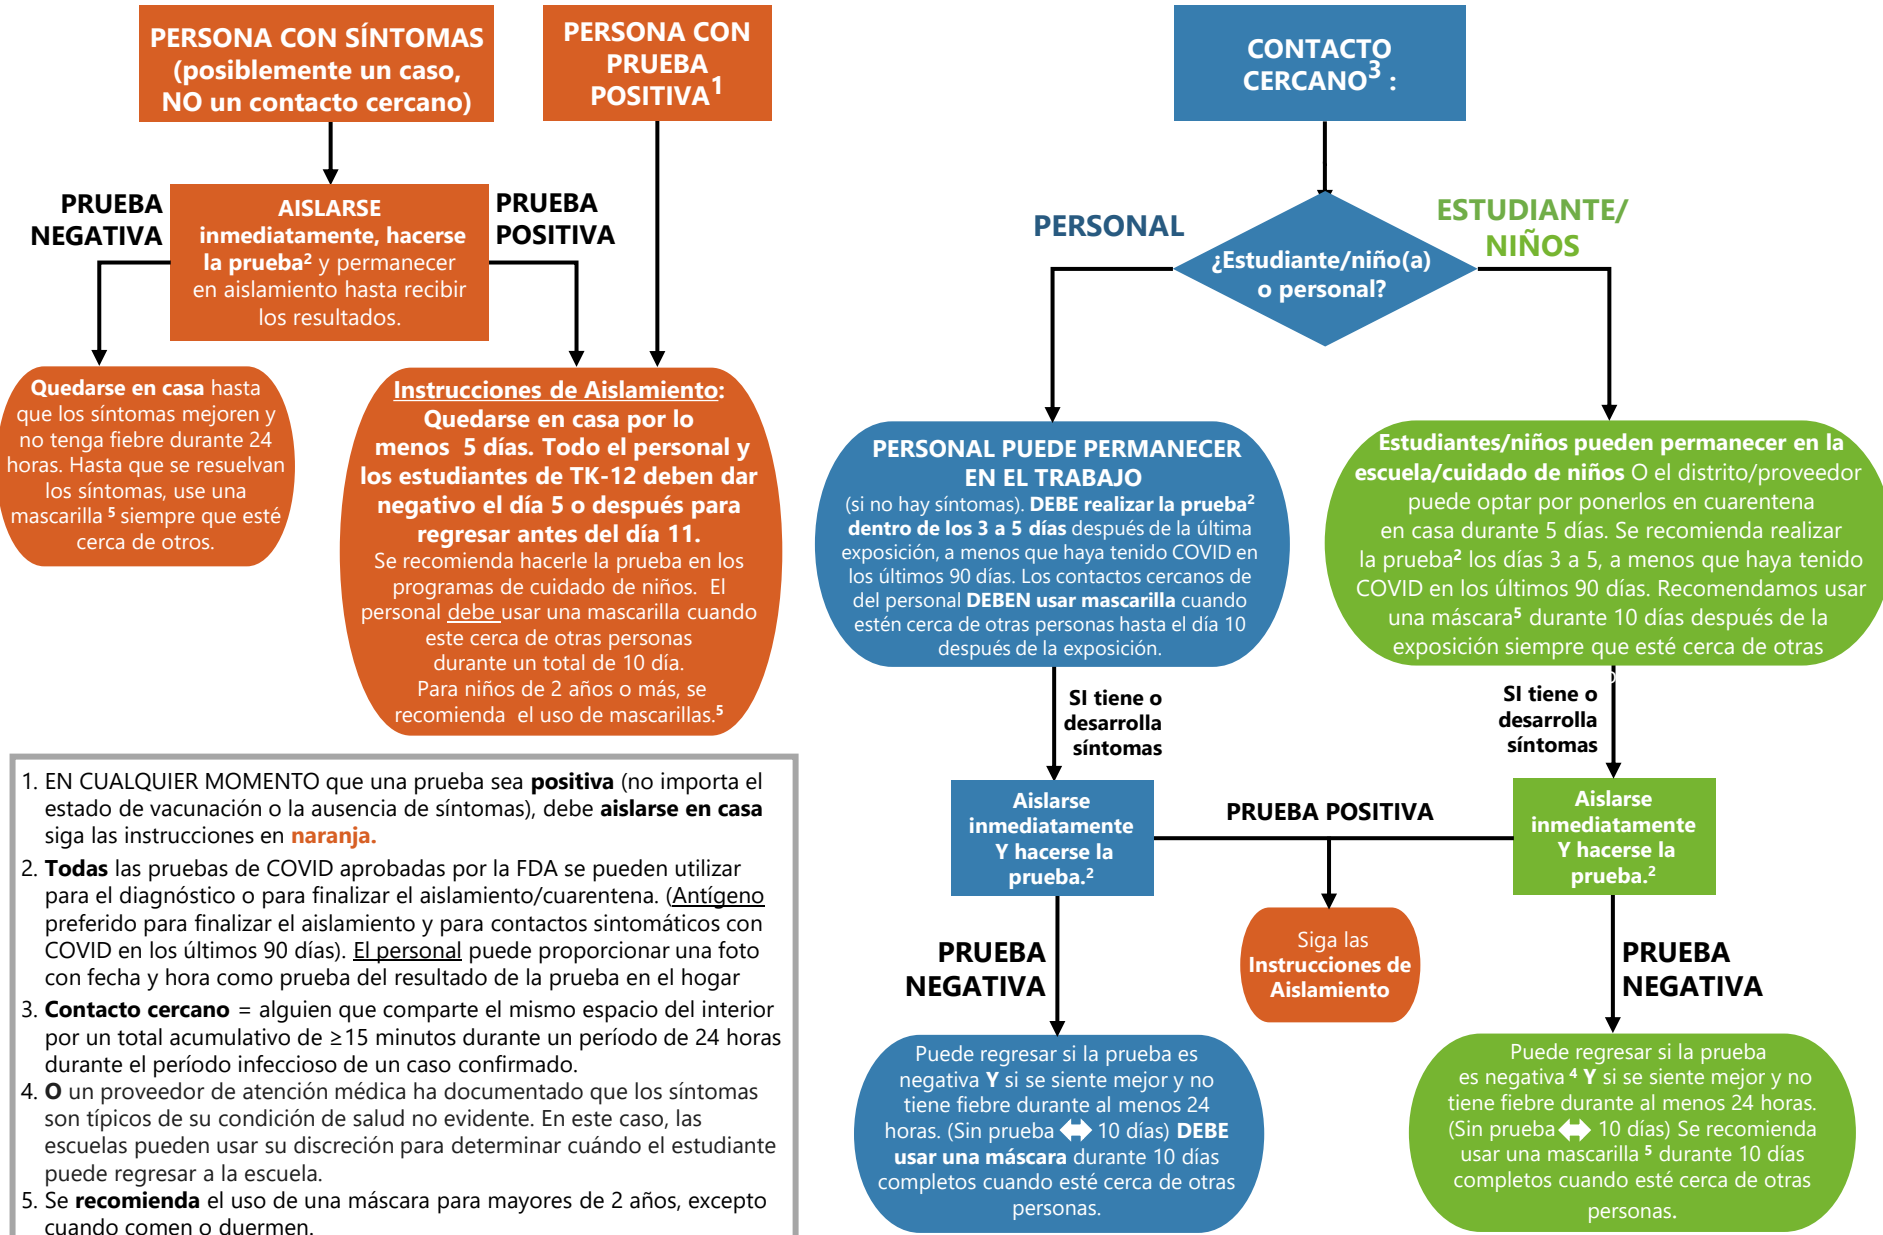 PERSONA CON SÍNTOMAS
(posiblemente un caso,
NO un contacto cercano)
PERSONA CON
PRUEBA
POSITIVA¹
PRUEBA
NEGATIVA
AISLARSE
inmediatamente, hacerse
la prueba² y permanecer
en aislamiento hasta recibir
los resultados.
PRUEBA
POSITIVA
Quedarse en casa hasta
que los síntomas mejoren y
no tenga fiebre durante 24
horas. Hasta que se resuelvan
los síntomas, use una
mascarilla ⁵ siempre que esté
cerca de otros.
Instrucciones de Aislamiento:
Quedarse en casa por lo
menos 5 días. Todo el personal y
los estudiantes de TK-12 deben dar
negativo el día 5 o después para
regresar antes del día 11.
Se recomienda hacerle la prueba en los
programas de cuidado de niños. El
personal debe usar una mascarilla cuando
este cerca de otras personas
durante un total de 10 día.
Para niños de 2 años o más, se
recomienda el uso de mascarillas.⁵
1. EN CUALQUIER MOMENTO que una prueba sea positiva (no importa el
estado de vacunación o la ausencia de síntomas), debe aislarse en casa
siga las instrucciones en naranja.
2. Todas las pruebas de COVID aprobadas por la FDA se pueden utilizar
para el diagnóstico o para finalizar el aislamiento/cuarentena. (Antígeno
preferido para finalizar el aislamiento y para contactos sintomáticos con
COVID en los últimos 90 días). El personal puede proporcionar una foto
con fecha y hora como prueba del resultado de la prueba en el hogar
3. Contacto cercano = alguien que comparte el mismo espacio del interior
por un total acumulativo de ≥15 minutos durante un período de 24 horas
durante el período infeccioso de un caso confirmado.
4. O un proveedor de atención médica ha documentado que los síntomas
son típicos de su condición de salud no evidente. En este caso, las
escuelas pueden usar su discreción para determinar cuándo el estudiante
puede regresar a la escuela.
5. Se recomienda el uso de una máscara para mayores de 2 años, excepto
cuando comen o duermen.
CONTACTO
CERCANO³ :
PERSONAL
¿Estudiante/niño(a)
o personal?
ESTUDIANTE/
NIÑOS
PERSONAL PUEDE PERMANECER
EN EL TRABAJO
(si no hay síntomas). DEBE realizar la prueba²
dentro de los 3 a 5 días después de la última
exposición, a menos que haya tenido COVID en
los últimos 90 días. Los contactos cercanos de
del personal DEBEN usar mascarilla cuando
estén cerca de otras personas hasta el día 10
después de la exposición.
Estudiantes/niños pueden permanecer en la
escuela/cuidado de niños O el distrito/proveedor
puede optar por ponerlos en cuarentena
en casa durante 5 días. Se recomienda realizar
la prueba² los días 3 a 5, a menos que haya tenido
COVID en los últimos 90 días. Recomendamos usar
una máscara⁵ durante 10 días después de la
exposición siempre que esté cerca de otras
SI tiene o
desarrolla
síntomas
SI tiene o
desarrolla
síntomas
Aislarse
inmediatamente
Y hacerse la
prueba.²
PRUEBA POSITIVA
Aislarse
inmediatamente
Y hacerse la
prueba.²
PRUEBA
NEGATIVA
Siga las
Instrucciones de
Aislamiento
PRUEBA
NEGATIVA
Puede regresar si la prueba es
negativa Y si se siente mejor y no
tiene fiebre durante al menos 24
horas. (Sin prueba ⬌ 10 días) DEBE
usar una máscara durante 10 días
completos cuando esté cerca de otras
personas.
Puede regresar si la prueba
es negativa ⁴ Y si se siente mejor y no
tiene fiebre durante al menos 24 horas.
(Sin prueba ⬌ 10 días) Se recomienda
usar una mascarilla ⁵ durante 10 días
completos cuando esté cerca de otras
personas.